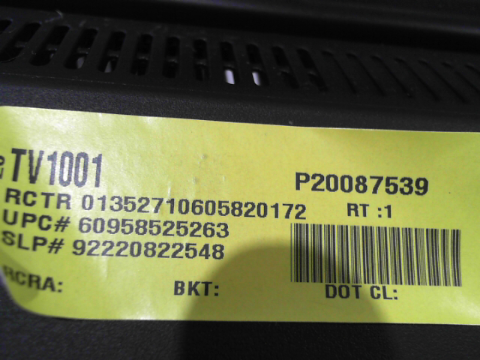 TV1001
P20087539
RCTR 01352710605820172 RT :1
UPC# 60958525263
SLP# 92220822548
RCRA: BKT: DOT CL: